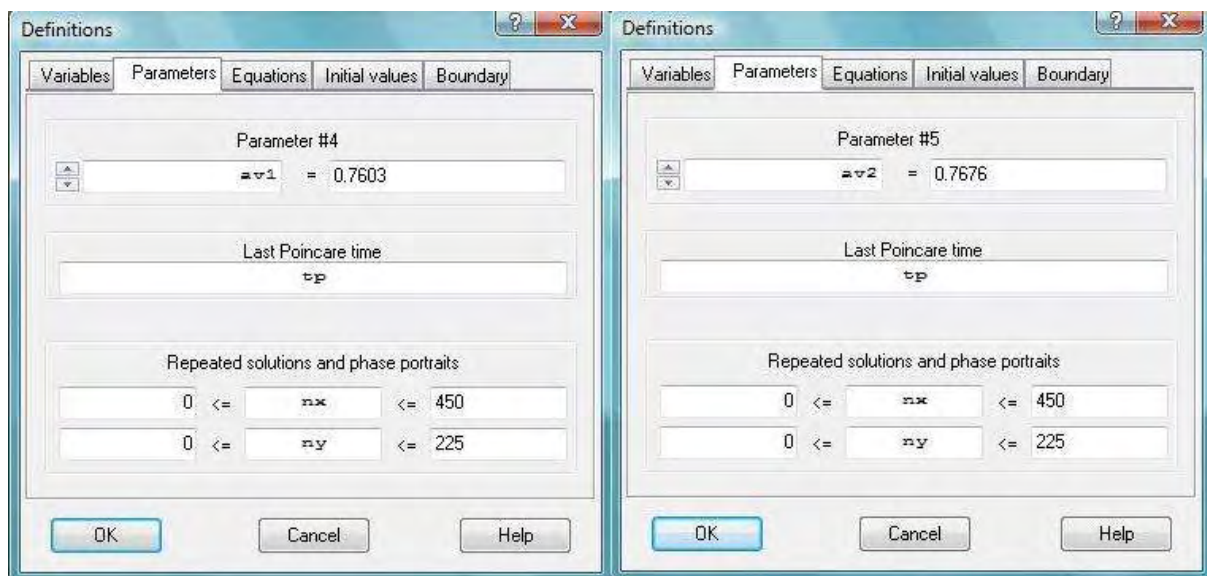 Definitions
Variables Parameters Equations Initial values Boundary
Parameter #4
av1 = 0.7603
Last Poincare time
tp
Repeated solutions and phase portraits
0 <= nx <= 450
0 <= ny <= 225
OK Cancel Help
Definitions
Variables Parameters Equations Initial values Boundary
Parameter #5
av2 = 0.7676
Last Poincare time
tp
Repeated solutions and phase portraits
0 <= nx <= 450
0 <= ny <= 225
OK Cancel Help